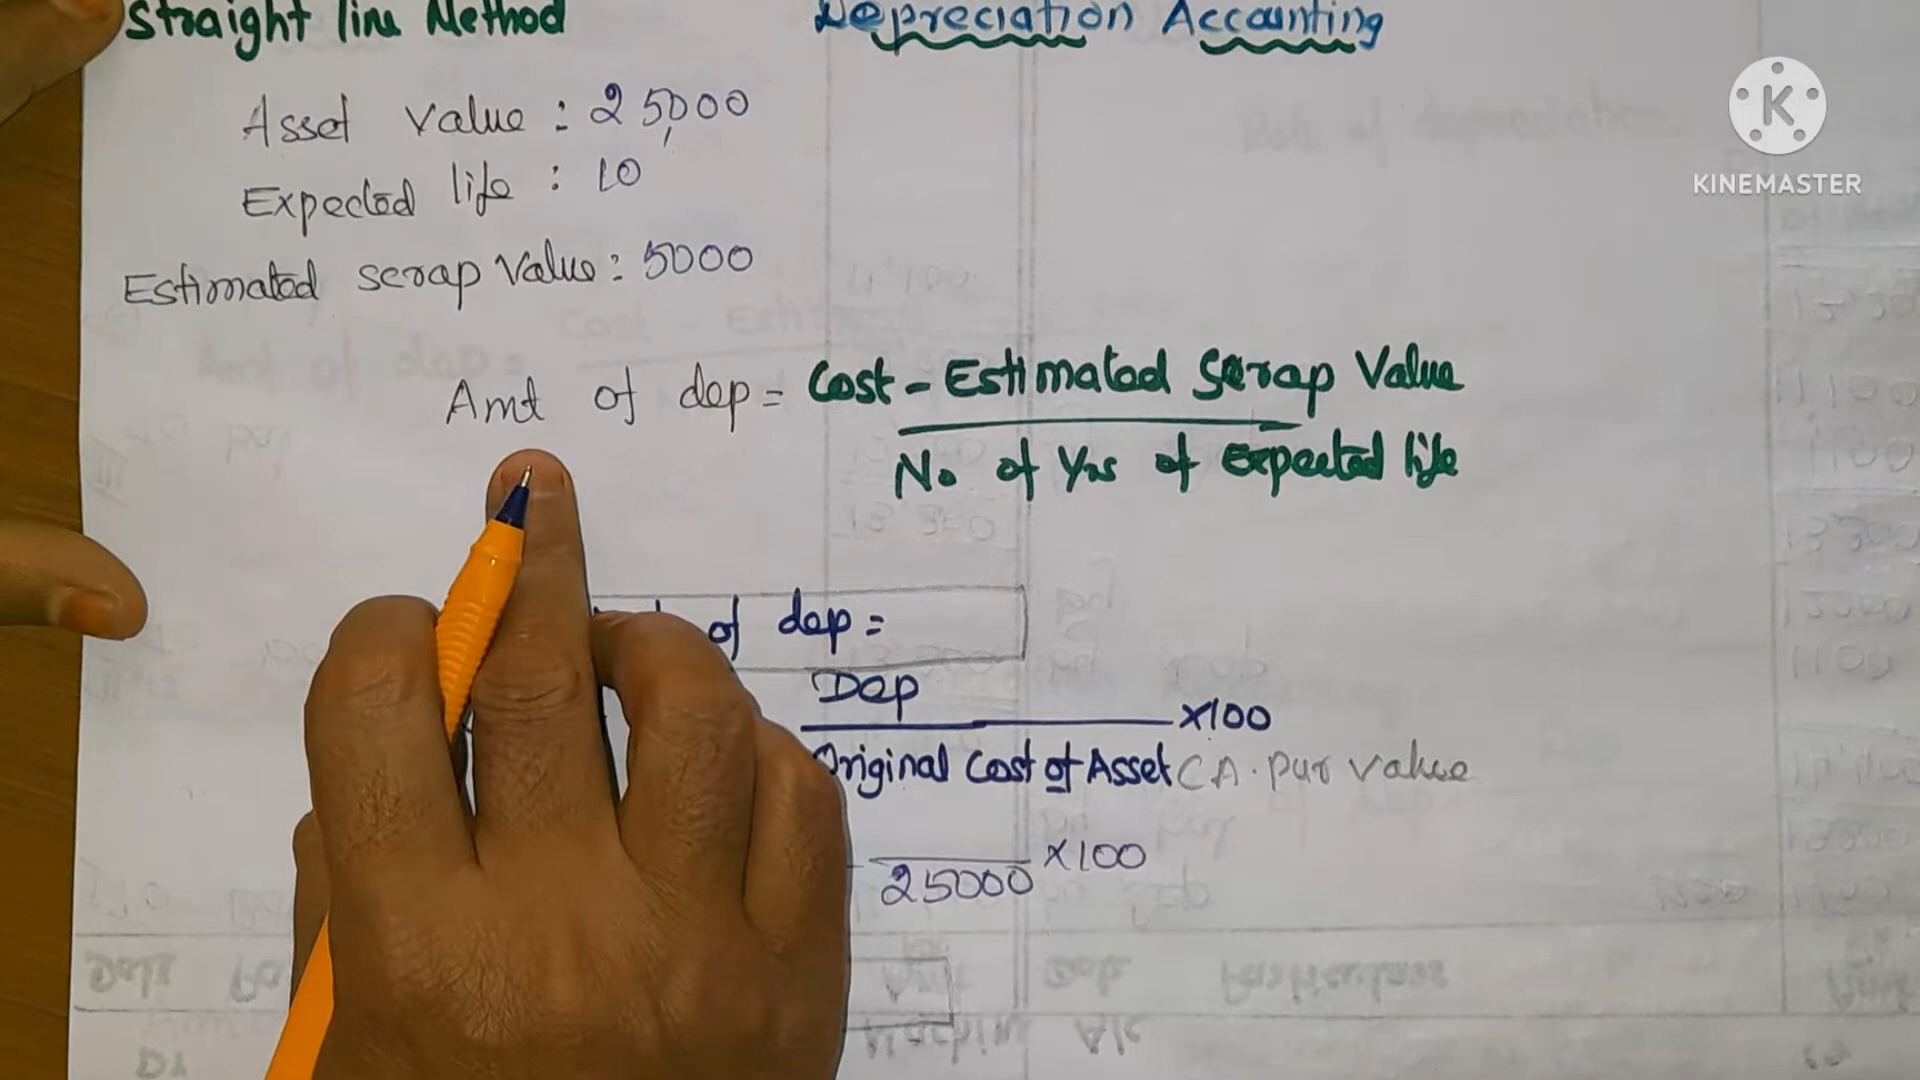 Straight line Method
Depreciation Accounting
Asset value : 25,000
Expected life : 10
Estimated scrap Value : 5000
Amt of dep = Cost - Estimated Scrap Value
No of Yrs of Expected life
of dep =
Dep
×100
Original Cost of Asset CA. pur value
25000 ×100
KINEMASTER